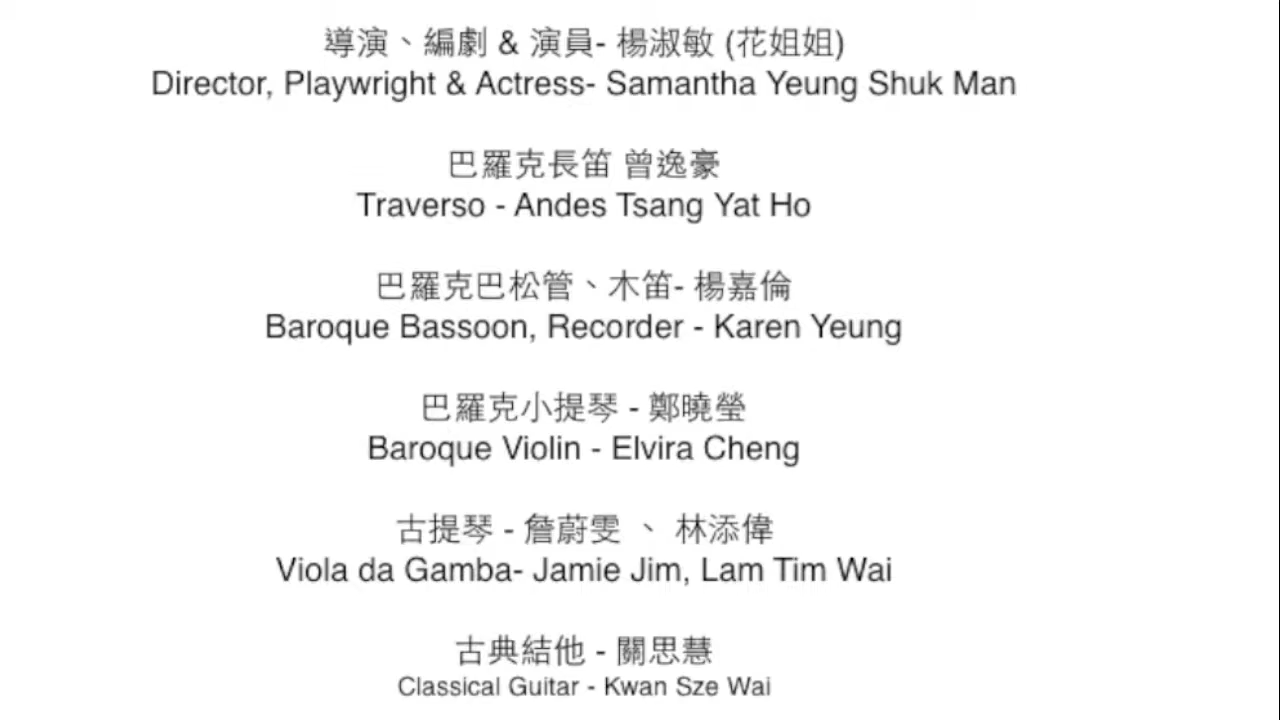 導演、編劇 & 演員- 楊淑敏 (花姐姐)
Director, Playwright & Actress- Samantha Yeung Shuk Man
巴羅克長笛 曾逸豪
Traverso - Andes Tsang Yat Ho
巴羅克巴松管、木笛- 楊嘉倫
Baroque Bassoon, Recorder - Karen Yeung
巴羅克小提琴 - 鄭曉瑩
Baroque Violin - Elvira Cheng
古提琴 - 詹蔚雯 、 林添偉
Viola da Gamba- Jamie Jim, Lam Tim Wai
古典結他 - 關思慧
Classical Guitar - Kwan Sze Wai